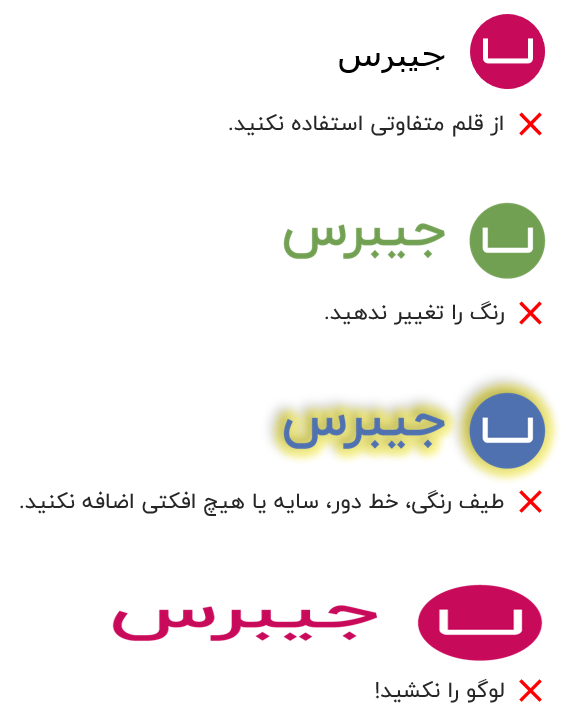 جیبرس
از قلم متفاوتی استفاده نکنید.
جیبرس
رنگ را تغییر ندهید.
جیبرس
طیف رنگی، خط دور، سایه یا هیچ افکتی اضافه نکنید.
جیبرس
لوگو را نکشید!